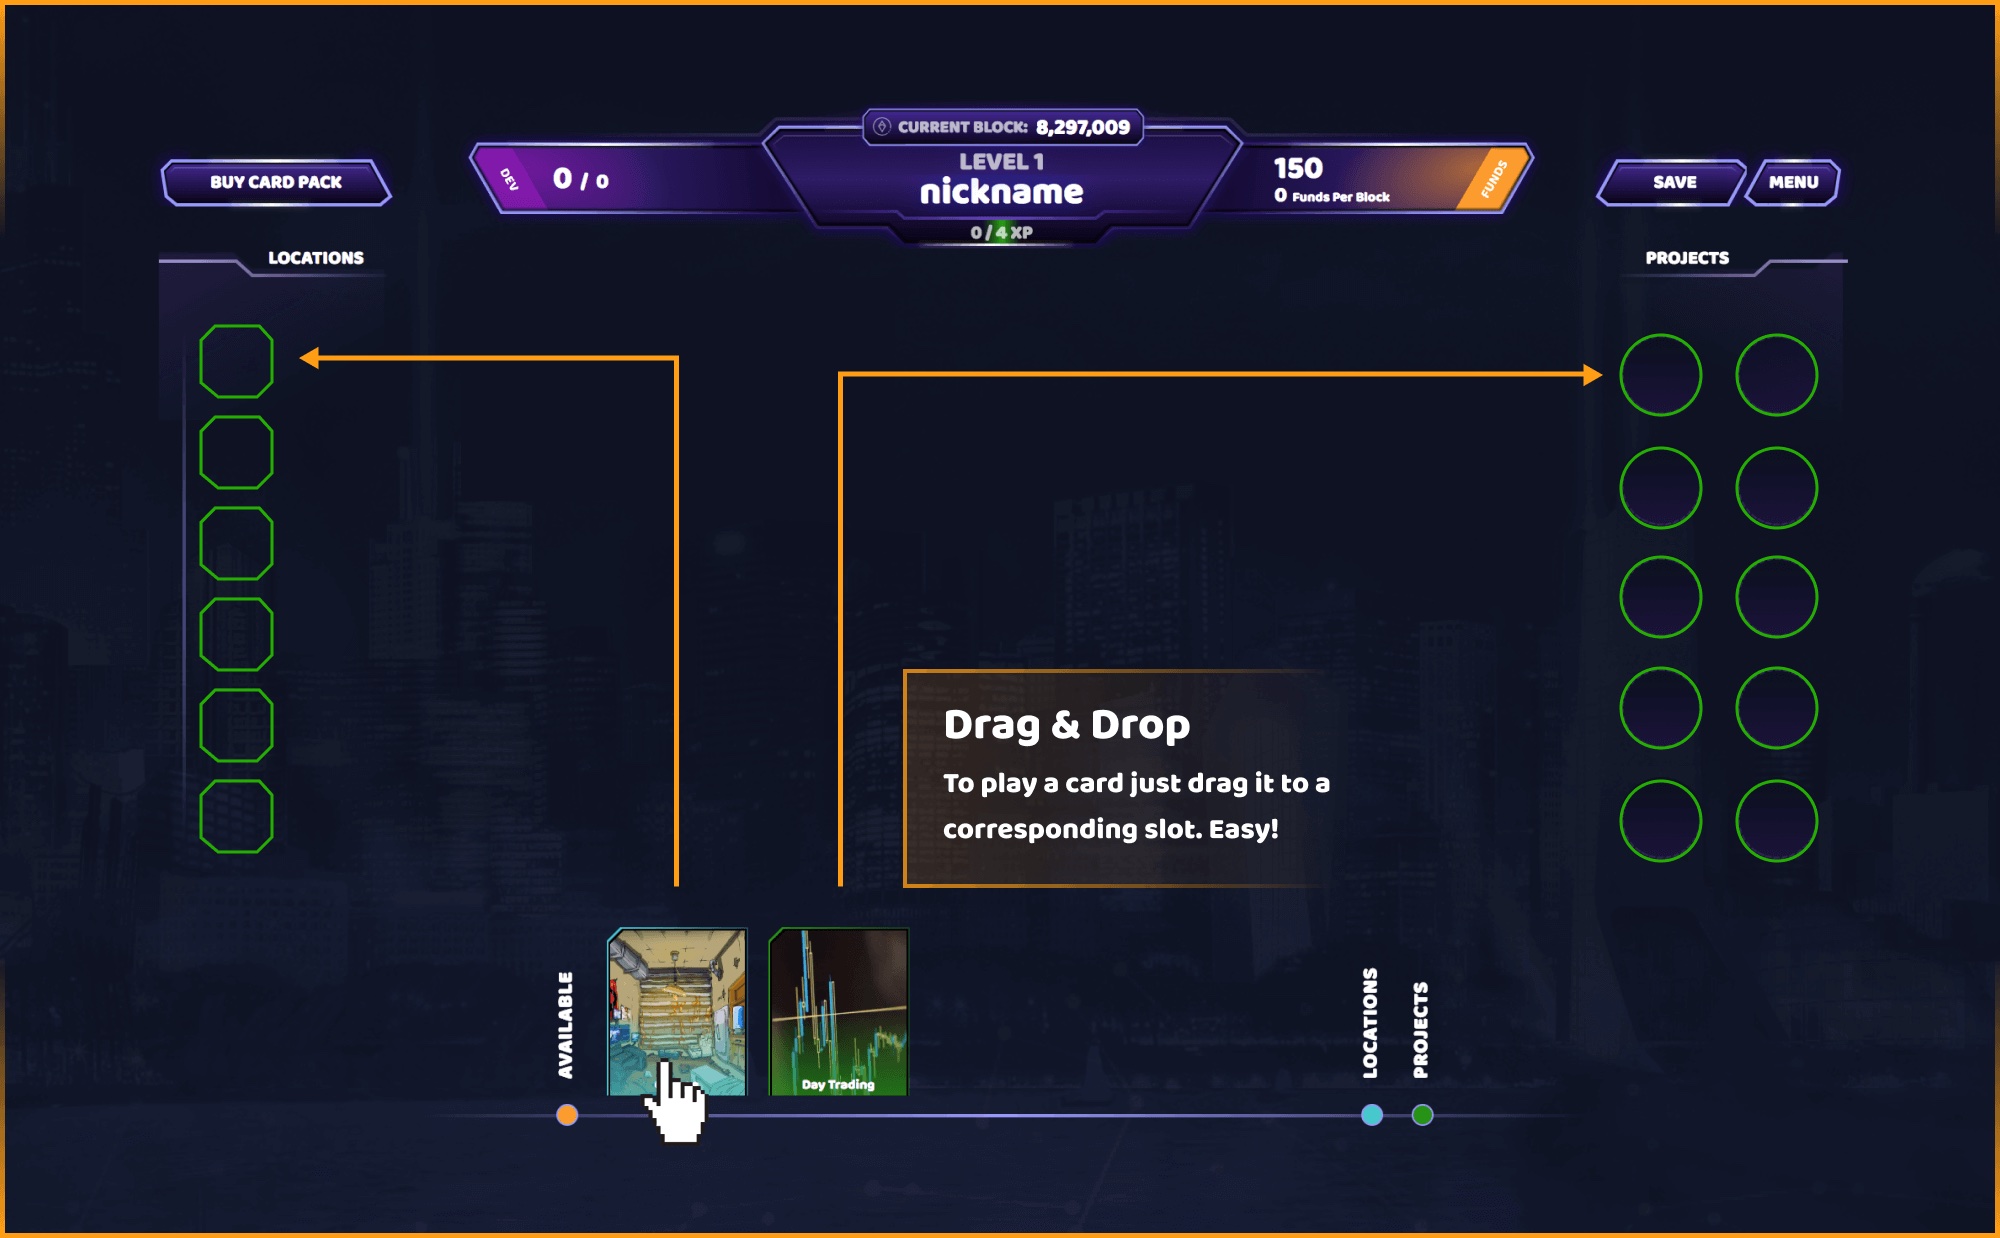 CURRENT BLOCK: 8,297,009
BUY CARD PACK
DEV
0 / 0
LEVEL 1
nickname
0 / 4 XP
150
0 Funds Per Block
FUNDS
SAVE
MENU
LOCATIONS
PROJECTS
Drag & Drop
To play a card just drag it to a
corresponding slot. Easy!
AVAILABLE
Day Trading
LOCATIONS
PROJECTS